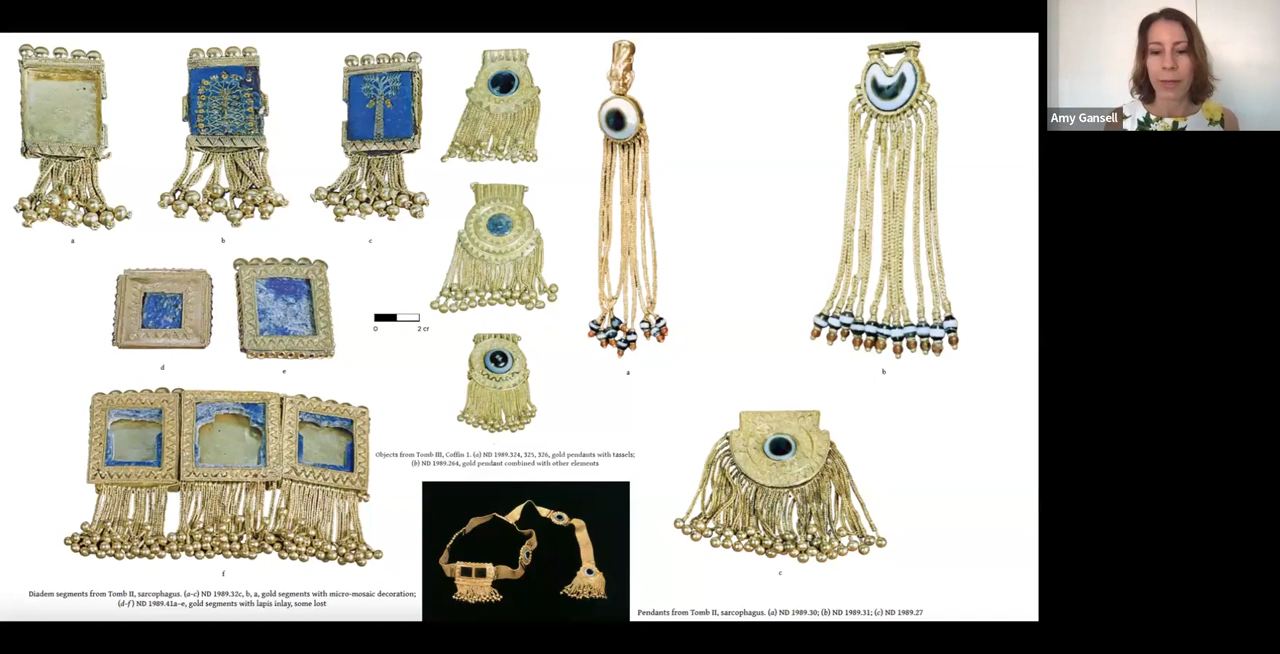 Amy Gansell
a
b
c
d
e
0
2 cr
a
b
f
Objects from Tomb III, Coffin 1. (a) ND 1989.324, 325, 326, gold pendants with tassels;
(b) ND 1989.264, gold pendant combined with other elements
c
Diadem segments from Tomb II, sarcophagus. (a-c) ND 1989.32c, b, a, gold segments with micro-mosaic decoration;
(d-f) ND 1989.41a-e, gold segments with lapis inlay, some lost
Pendants from Tomb II, sarcophagus. (a) ND 1989.30; (b) ND 1989.31; (c) ND 1989.27